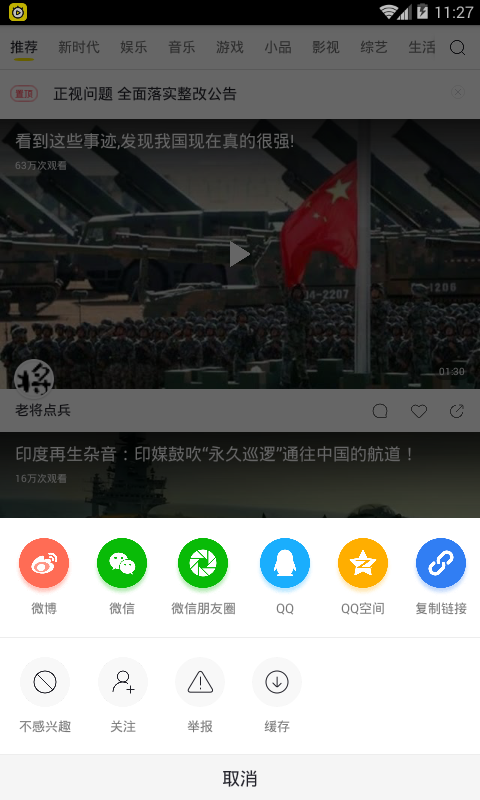 11:27
推荐 新时代 娱乐 音乐 游戏 小品 影视 综艺 生活
置顶 正视问题 全面落实整改公告
看到这些事迹,发现我国现在真的很强!
63万次观看
J4-2207
1206
01:30
将
老将点兵
印度再生杂音：印媒鼓吹“永久巡逻”通往中国的航道！
16万次观看
微博 微信 微信朋友圈 QQ QQ空间 复制链接
不感兴趣 关注 举报 缓存
取消